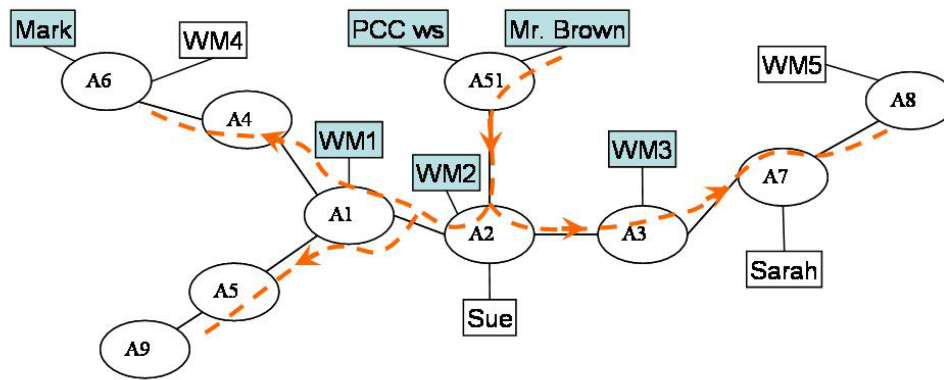 Mark
WM4
PCC ws
Mr. Brown
A6
A51
WM5
A8
A4
WM1
WM2
WM3
A7
A1
A2
A3
Sarah
A5
Sue
A9